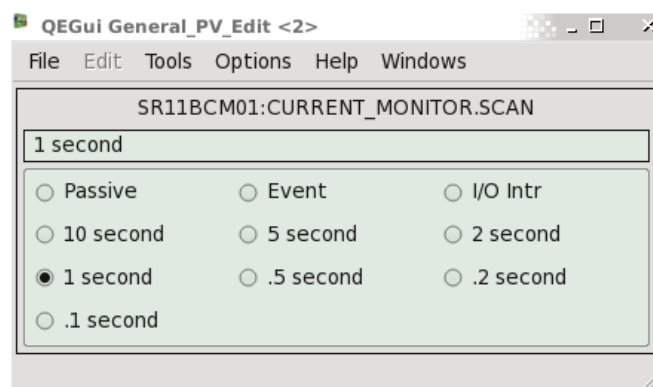 QEGui General_PV_Edit <2>
File Edit Tools Options Help Windows
SR11BCM01:CURRENT_MONITOR.SCAN
1 second
Passive Event I/O Intr
10 second 5 second 2 second
1 second .5 second .2 second
.1 second